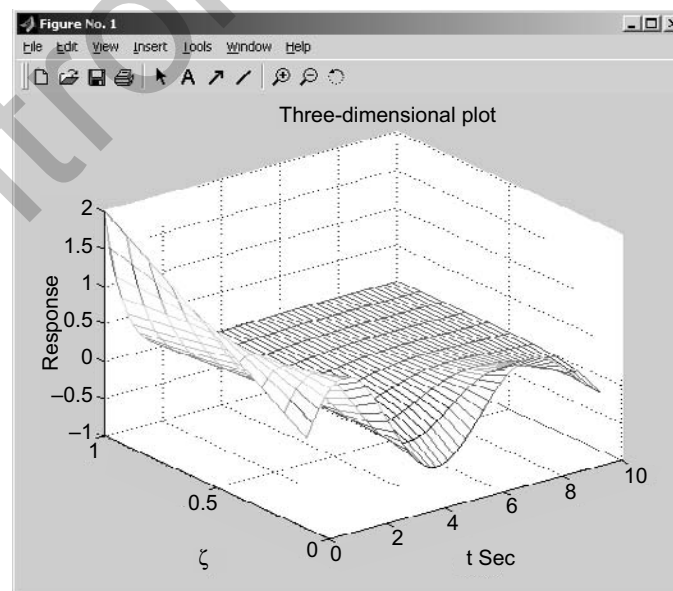 Figure No. 1
File Edit View Insert Tools Window Help
Three-dimensional plot
2
1.5
1
0.5
0
–0.5
–1
Response
1
0.5
0
ζ
0
2
4
6
8
10
t Sec